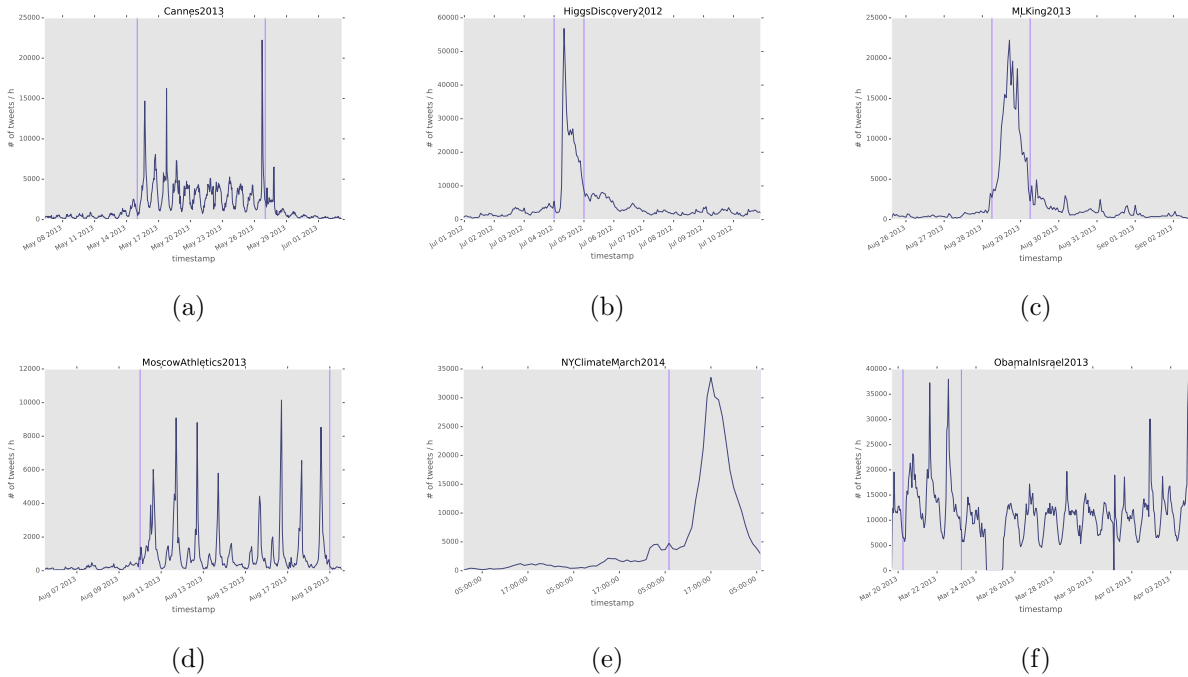 Cannes2013
25000
20000
15000
10000
5000
0
# of tweets / h
May 08 2013
May 11 2013
May 14 2013
May 17 2013
May 20 2013
May 23 2013
May 26 2013
May 29 2013
Jun 01 2013
timestamp
(a)
HiggsDiscovery2012
60000
50000
40000
30000
20000
10000
0
# of tweets / h
Jul 01 2012
Jul 02 2012
Jul 03 2012
Jul 04 2012
Jul 05 2012
Jul 06 2012
Jul 07 2012
Jul 08 2012
Jul 09 2012
Jul 10 2012
timestamp
(b)
MLKing2013
25000
20000
15000
10000
5000
0
# of tweets / h
Aug 26 2013
Aug 27 2013
Aug 28 2013
Aug 29 2013
Aug 30 2013
Aug 31 2013
Sep 01 2013
Sep 02 2013
timestamp
(c)
MoscowAthletics2013
12000
10000
8000
6000
4000
2000
0
# of tweets / h
Aug 07 2013
Aug 09 2013
Aug 11 2013
Aug 13 2013
Aug 15 2013
Aug 17 2013
Aug 19 2013
timestamp
(d)
NYClimateMarch2014
35000
30000
25000
20000
15000
10000
5000
0
# of tweets / h
05:00:00
17:00:00
05:00:00
17:00:00
05:00:00
17:00:00
05:00:00
timestamp
(e)
ObamaInIsrael2013
40000
35000
30000
25000
20000
15000
10000
5000
0
# of tweets / h
Mar 20 2013
Mar 22 2013
Mar 24 2013
Mar 26 2013
Mar 28 2013
Mar 30 2013
Apr 01 2013
Apr 03 2013
timestamp
(f)